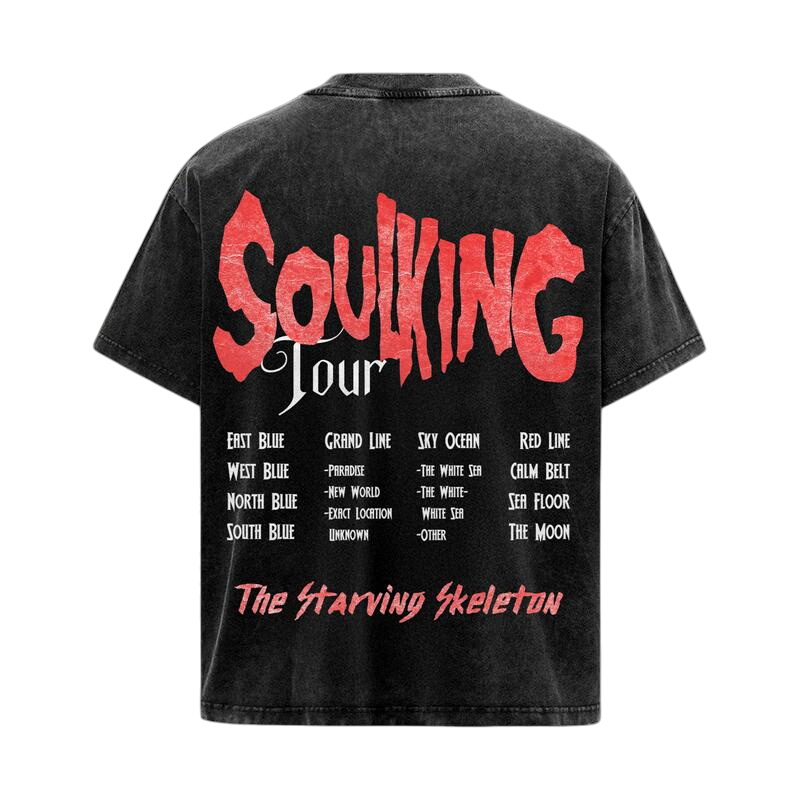 SOULKING
Tour
EAST BLUE
WEST BLUE
NORTH BLUE
SOUTH BLUE
GRAND LINE
-PARADISE
-NEW WORLD
-EXACT LOCATION
UNKNOWN
SKY OCEAN
-THE WHITE SEA
-THE WHITE-
WHITE SEA
-OTHER
RED LINE
CALM BELT
SEA FLOOR
THE MOON
The Starving Skeleton